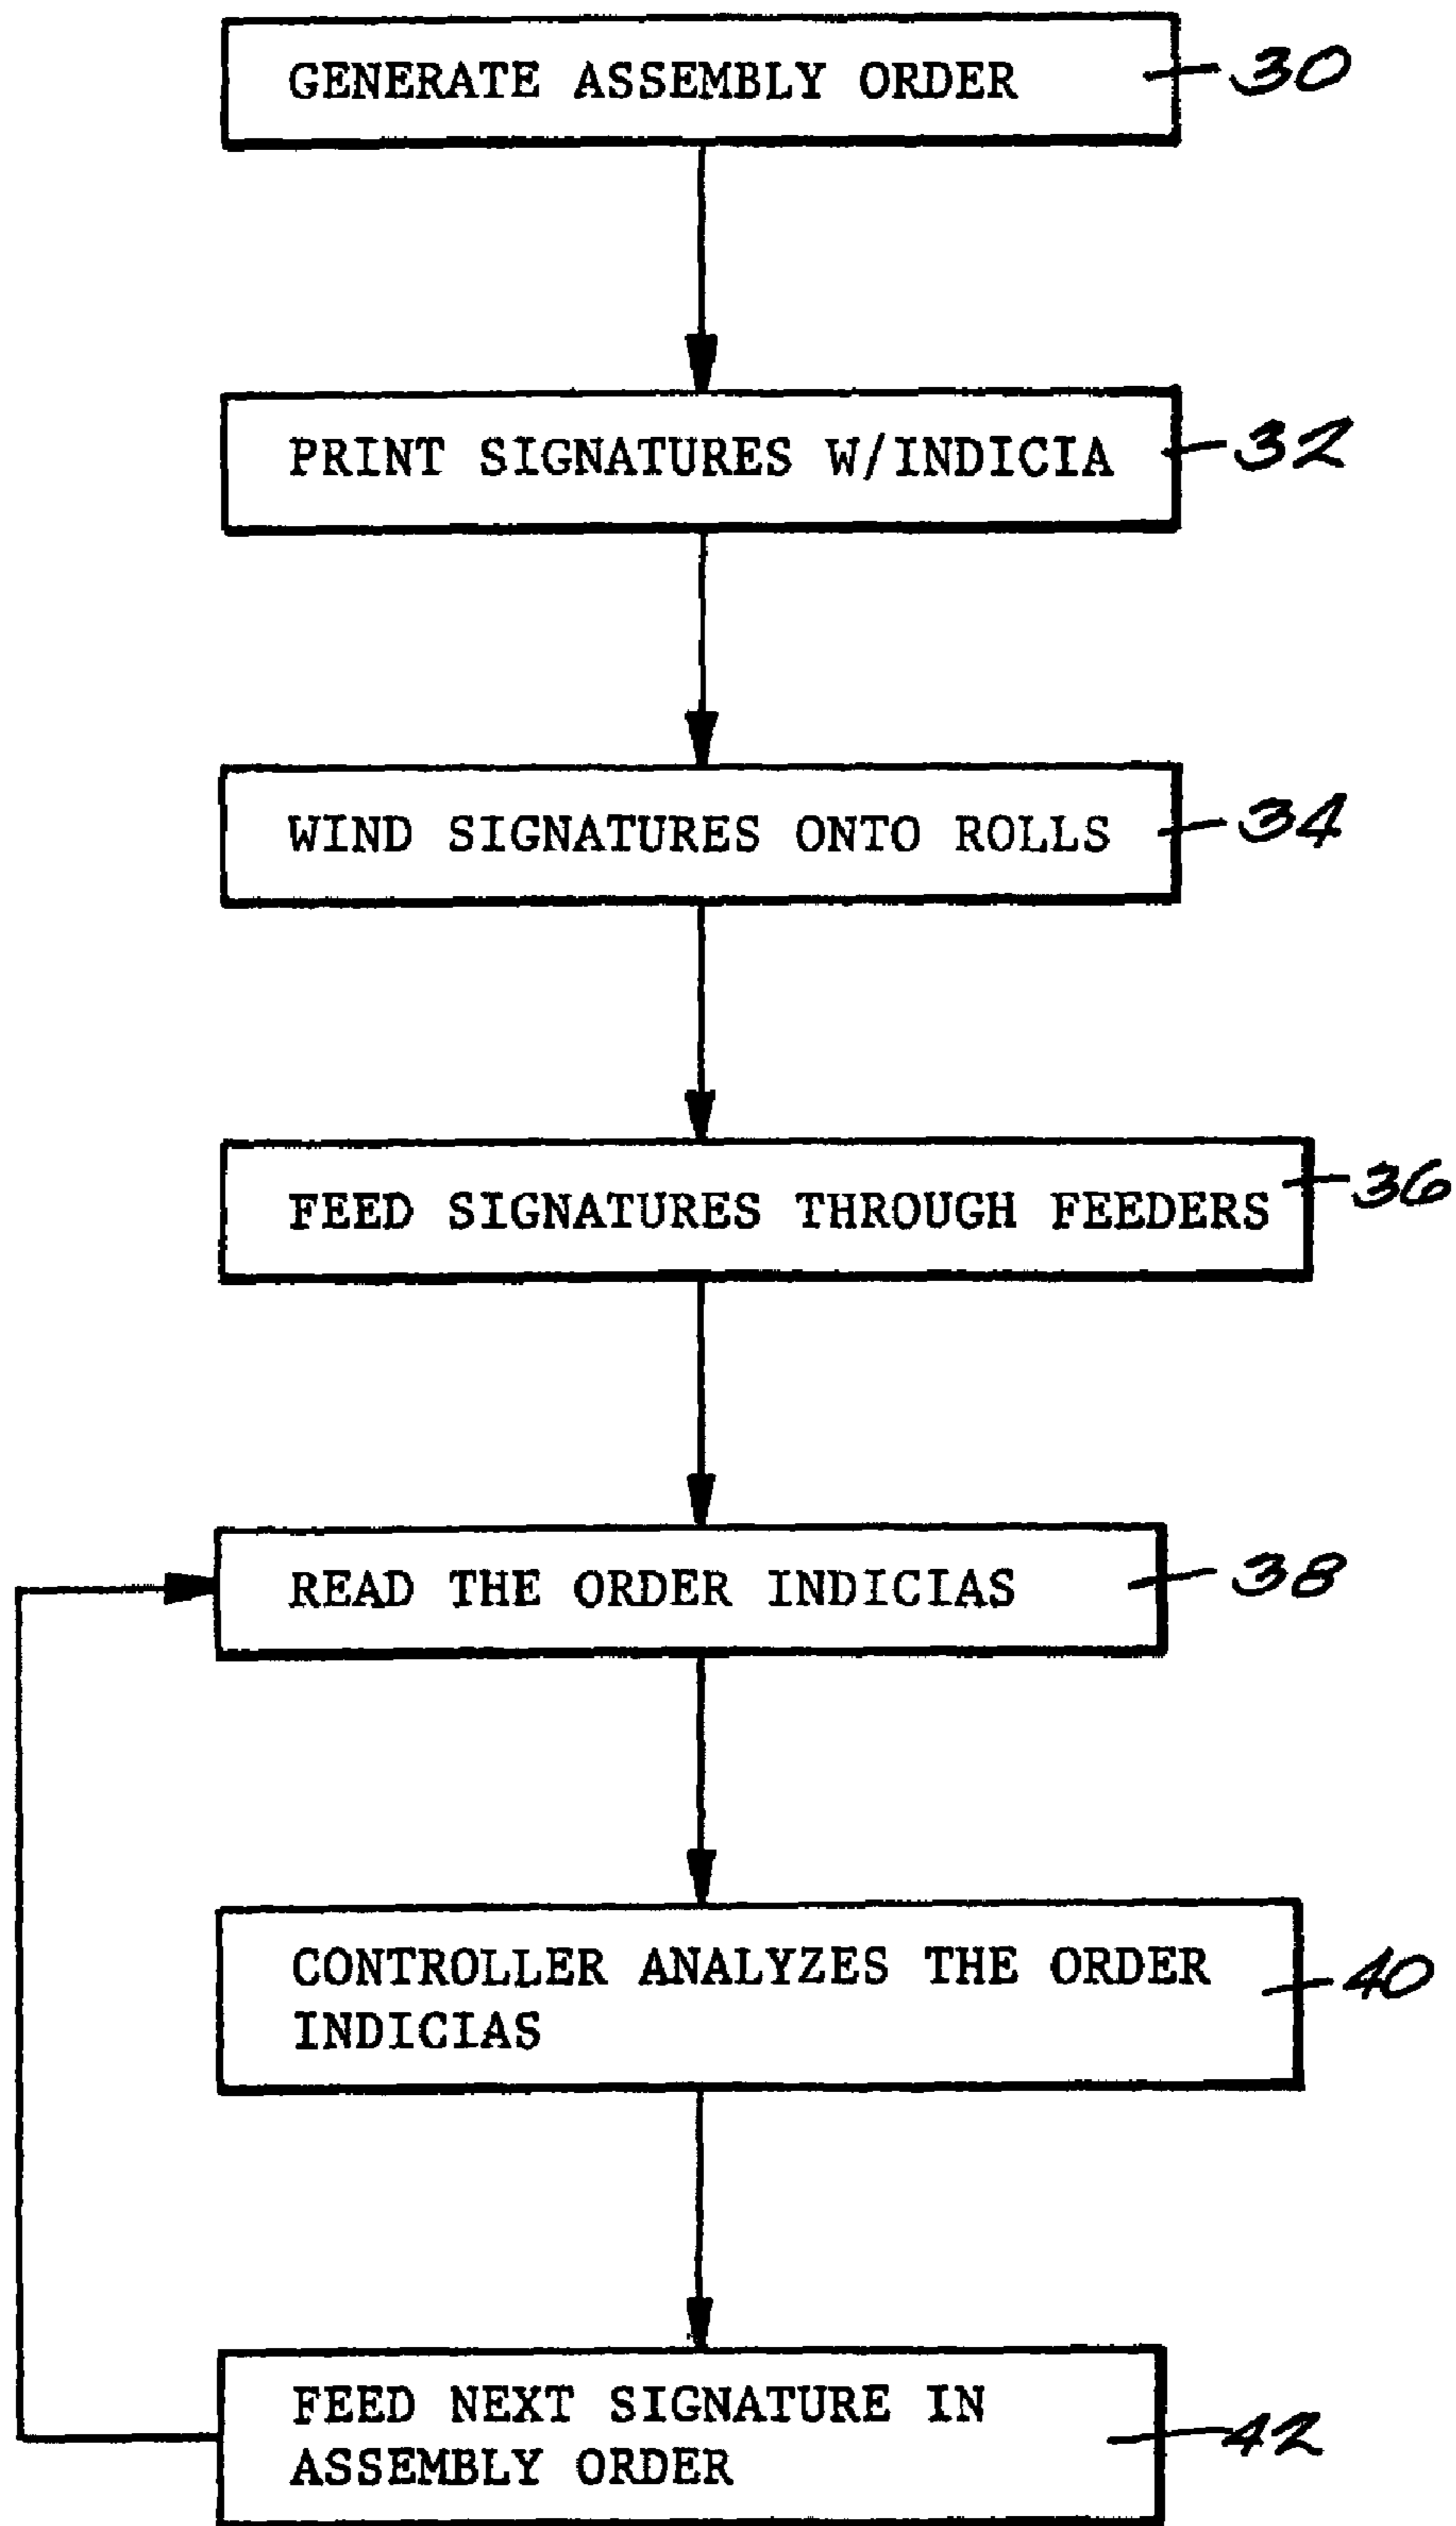 GENERATE ASSEMBLY ORDER 30
PRINT SIGNATURES W/INDICIA 32
WIND SIGNATURES ONTO ROLLS 34
FEED SIGNATURES THROUGH FEEDERS 36
READ THE ORDER INDICIAS 38
CONTROLLER ANALYZES THE ORDER 40
INDICIAS
FEED NEXT SIGNATURE IN
ASSEMBLY ORDER 42